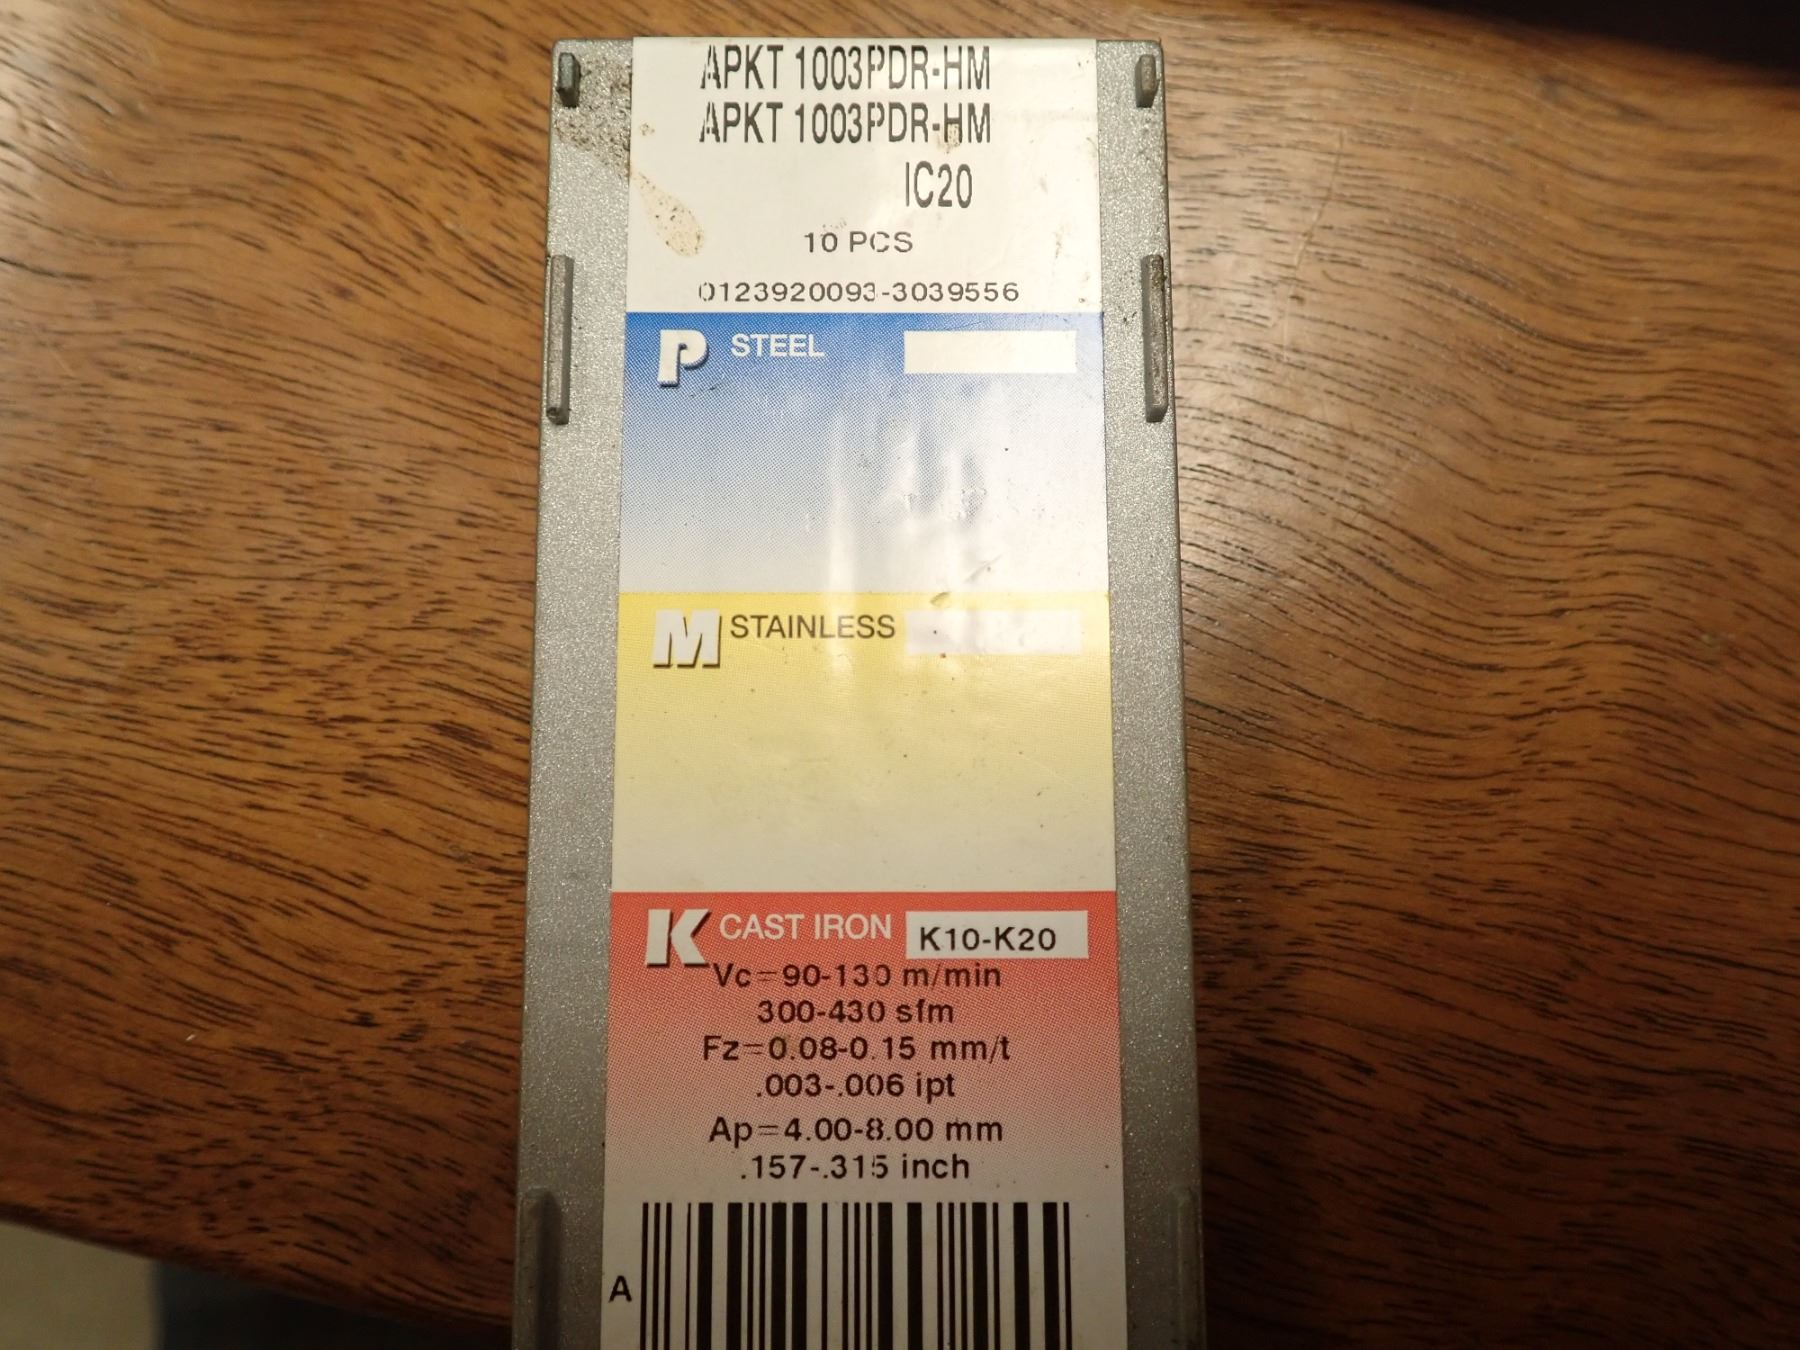 APKT 1003PDR-HM
APKT 1003PDR-HM
IC20
10 PCS
0123920093-3039556
P STEEL
M STAINLESS
K CAST IRON K10-K20
Vc=90-130 m/min
300-430 sfm
Fz=0.08-0.15 mm/t
.003-.006 ipt
Ap=4.00-8.00 mm
.157-.315 inch
A